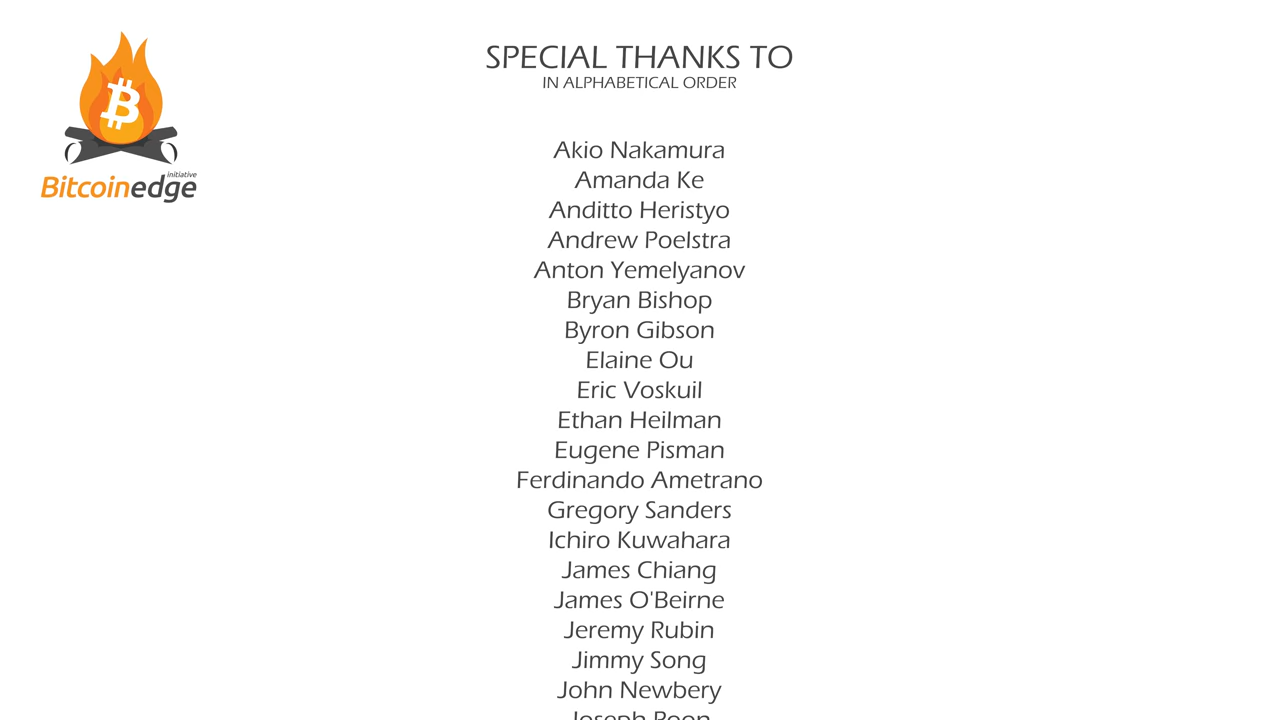 SPECIAL THANKS TO
IN ALPHABETICAL ORDER
initiative
Bitcoinedge
Akio Nakamura
Amanda Ke
Anditto Heristyo
Andrew Poelstra
Anton Yemelyanov
Bryan Bishop
Byron Gibson
Elaine Ou
Eric Voskuil
Ethan Heilman
Eugene Pisman
Ferdinando Ametrano
Gregory Sanders
Ichiro Kuwahara
James Chiang
James O'Beirne
Jeremy Rubin
Jimmy Song
John Newbery
Joseph Poon